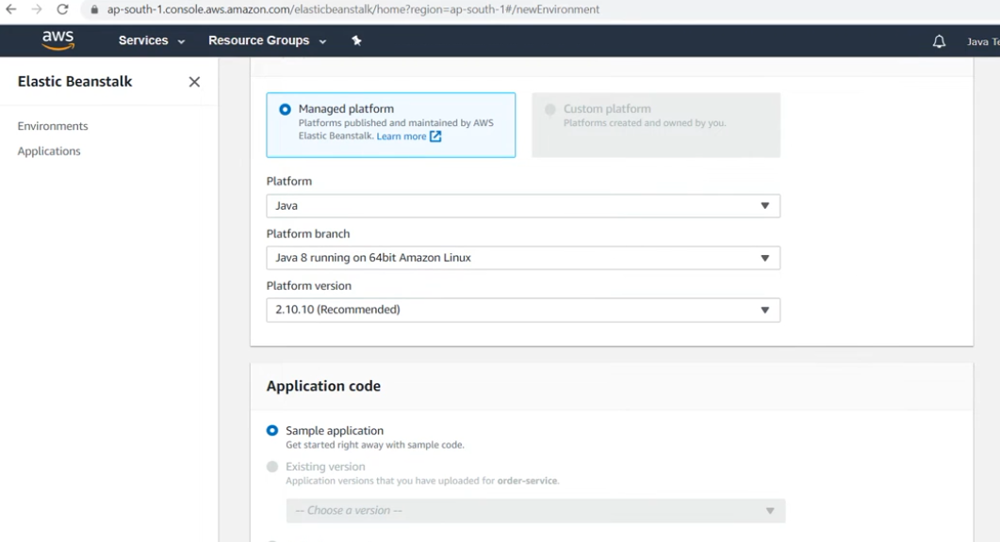 ap-south-1.console.aws.amazon.com/elasticbeanstalk/home?region=ap-south-1#/newEnvironment
aws
Services
Resource Groups
Java Te
Elastic Beanstalk
Environments
Applications
Managed platform
Platforms published and maintained by AWS
Elastic Beanstalk. Learn more
Custom platform
Platforms created and owned by you.
Platform
Java
Platform branch
Java 8 running on 64bit Amazon Linux
Platform version
2.10.10 (Recommended)
Application code
Sample application
Get started right away with sample code.
Existing version
Application versions that you have uploaded for order-service.
-- Choose a version --